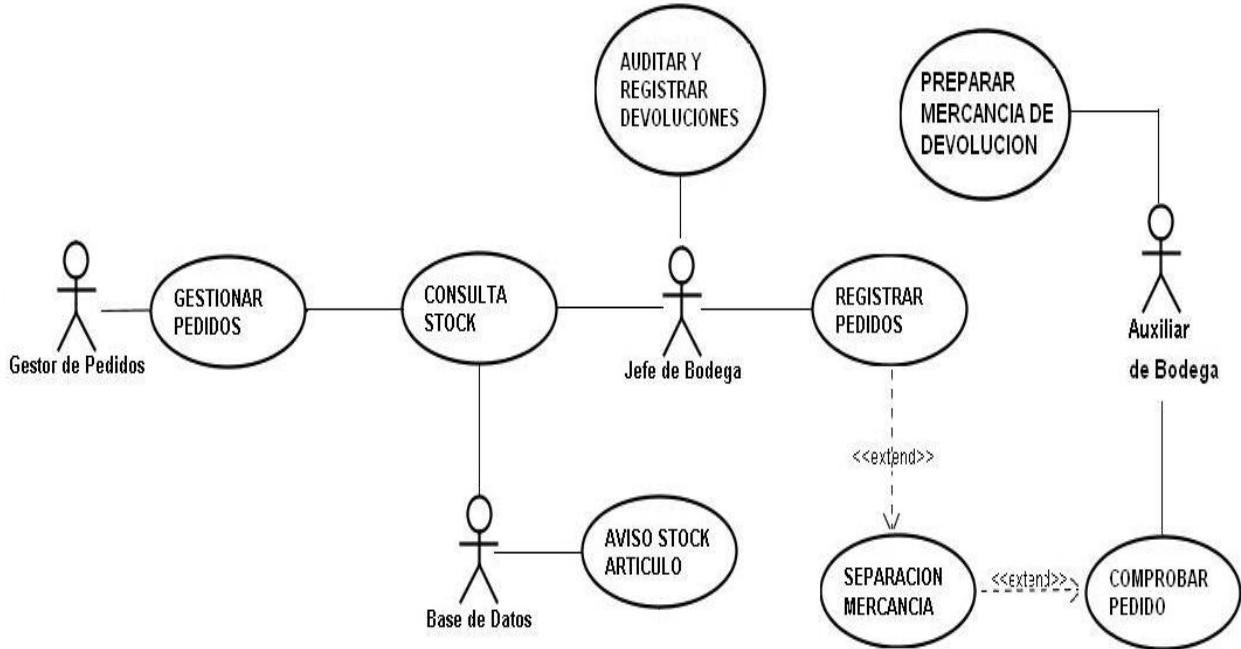 AUDITAR Y
REGISTRAR
DEVOLUCIONES
PREPARAR
MERCANCIA DE
DEVOLUCION
GESTIONAR
PEDIDOS
CONSULTA
STOCK
REGISTRAR
PEDIDOS
Gestor de Pedidos
Jefe de Bodega
Auxiliar
de Bodega
<<extend>>
AVISO STOCK
ARTICULO
SEPARACION
MERCANCIA
<<extend>>
COMPROBAR
PEDIDO
Base de Datos